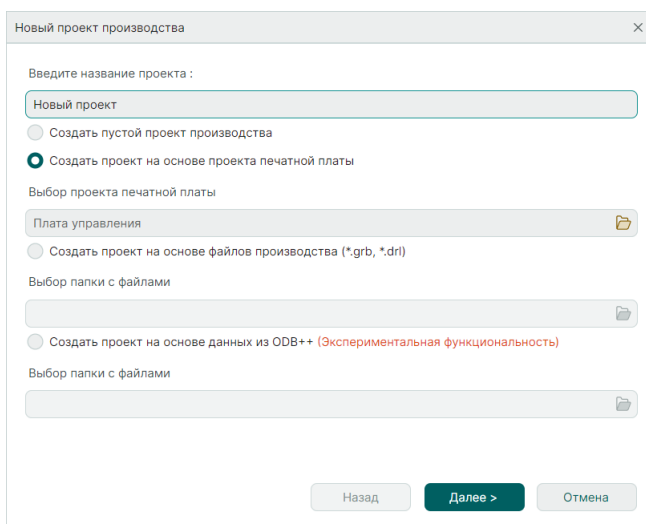 Новый проект производства
Введите название проекта :
Новый проект
Создать пустой проект производства
Создать проект на основе проекта печатной платы
Выбор проекта печатной платы
Плата управления
Создать проект на основе файлов производства (*.grb, *.drl)
Выбор папки с файлами
Создать проект на основе данных из ODB++ (Экспериментальная функциональность)
Выбор папки с файлами
Назад Далее > Отмена